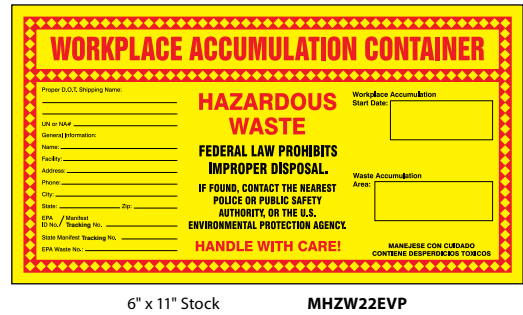 WORKPLACE ACCUMULATION CONTAINER
Proper D.O.T. Shipping Name:
UN or NA#
General Information:
Name:
Facility:
Address:
Phone:
City:
State: Zip:
EPA ID No. / Manifest Tracking No.
State Manifest Tracking No.
EPA Waste No.:
HAZARDOUS
WASTE
FEDERAL LAW PROHIBITS
IMPROPER DISPOSAL.
IF FOUND, CONTACT THE NEAREST
POLICE OR PUBLIC SAFETY
AUTHORITY, OR THE U.S.
ENVIRONMENTAL PROTECTION AGENCY.
HANDLE WITH CARE!
Workplace Accumulation
Start Date:
Waste Accumulation
Area:
MANEJESE CON CUIDADO
CONTIENE DESPERDICIOS TOXICOS
6" x 11" Stock MHZW22EVP